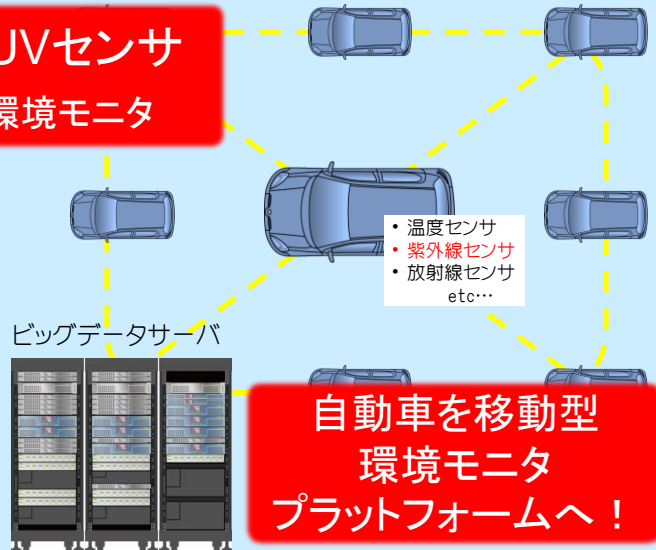 UVセンサ
環境モニタ
• 温度センサ
• 紫外線センサ
• 放射線センサ
etc…
ビッグデータサーバ
自動車を移動型
環境モニタ
プラットフォームへ！